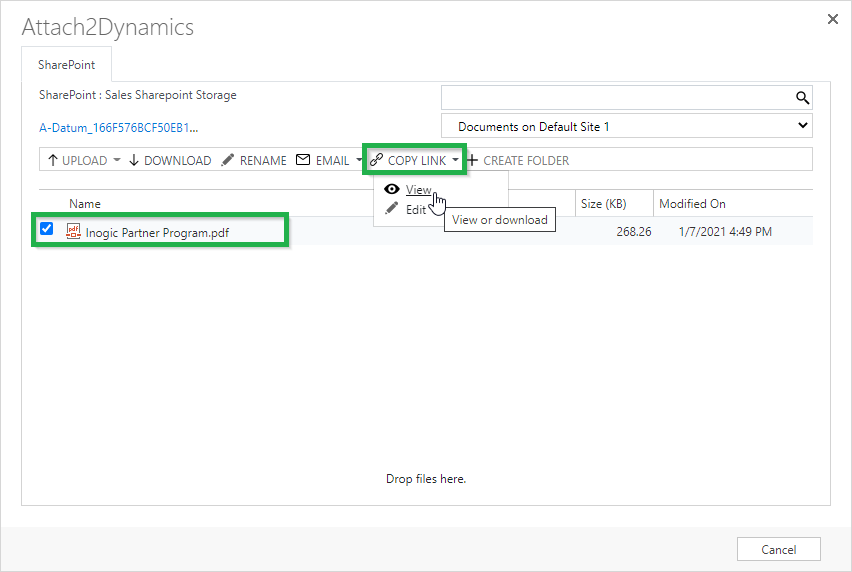 Attach2Dynamics
SharePoint
SharePoint : Sales Sharepoint Storage
A-Datum_166F576BCF50EB1...
Documents on Default Site 1
UPLOAD DOWNLOAD RENAME EMAIL COPY LINK CREATE FOLDER
View
Edit
View or download
Name Size (KB) Modified On
pdf Inogic Partner Program.pdf 268.26 1/7/2021 4:49 PM
Drop files here.
Cancel